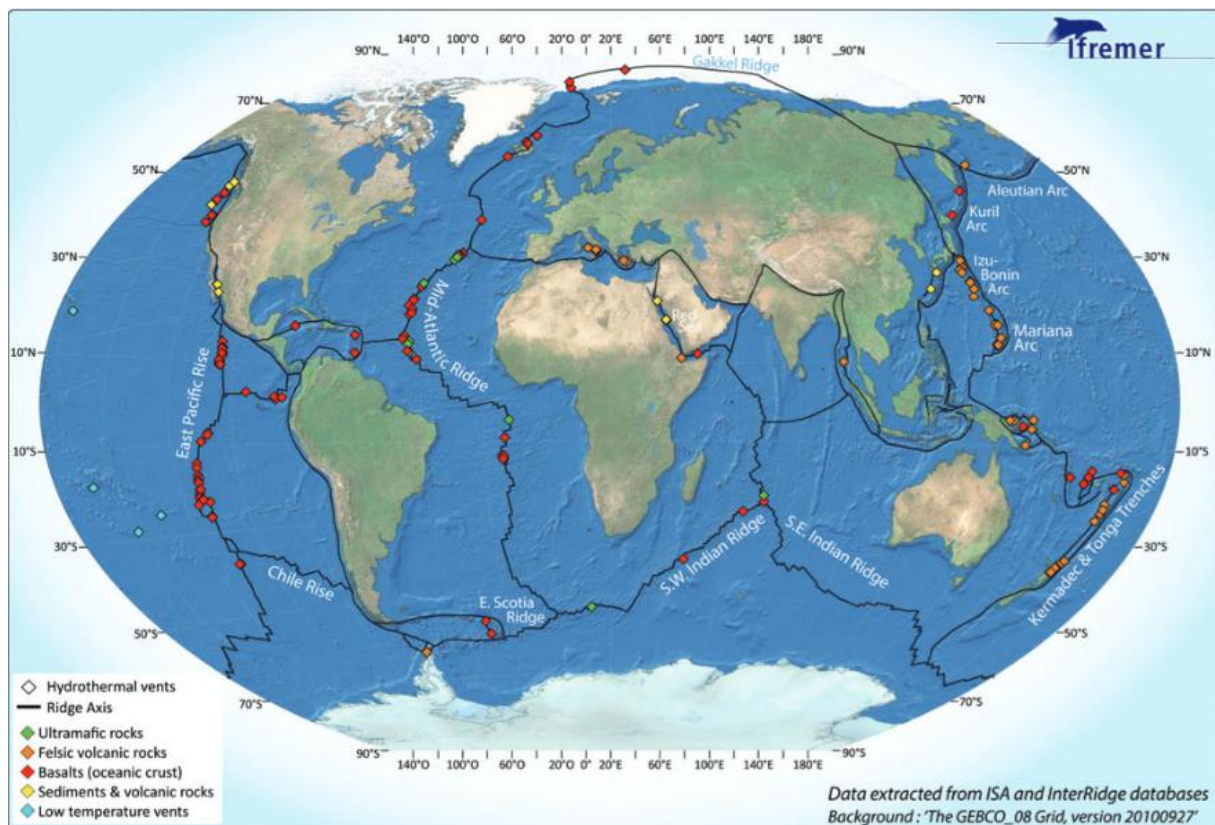 Ifremer
140°W 100°W 60°W 20°W 0° 20°E 60°E 100°E 140°E 180°E
90°N
90°N
Gakkel Ridge
70°N
70°N
50°N
50°N
Aleutian Arc
Kuril
Arc
30°N
30°N
Izu-
Bonin
Arc
Mid-Atlantic Ridge
Red
Sea
Mariana
Arc
10°N
10°N
East Pacific Rise
10°S
10°S
Kermadec & Tonga Trenches
S.W. Indian Ridge
S.E. Indian Ridge
30°S
30°S
Chile Rise
E. Scotia
Ridge
50°S
50°S
70°S
70°S
90°S
90°S
140°W 100°W 60°W 20°W 0° 20°E 60°E 100°E 140°E 180°E
Hydrothermal vents
Ridge Axis
Ultramafic rocks
Felsic volcanic rocks
Basalts (oceanic crust)
Sediments & volcanic rocks
Low temperature vents
Data extracted from ISA and InterRidge databases
Background : 'The GEBCO_08 Grid, version 20100927'